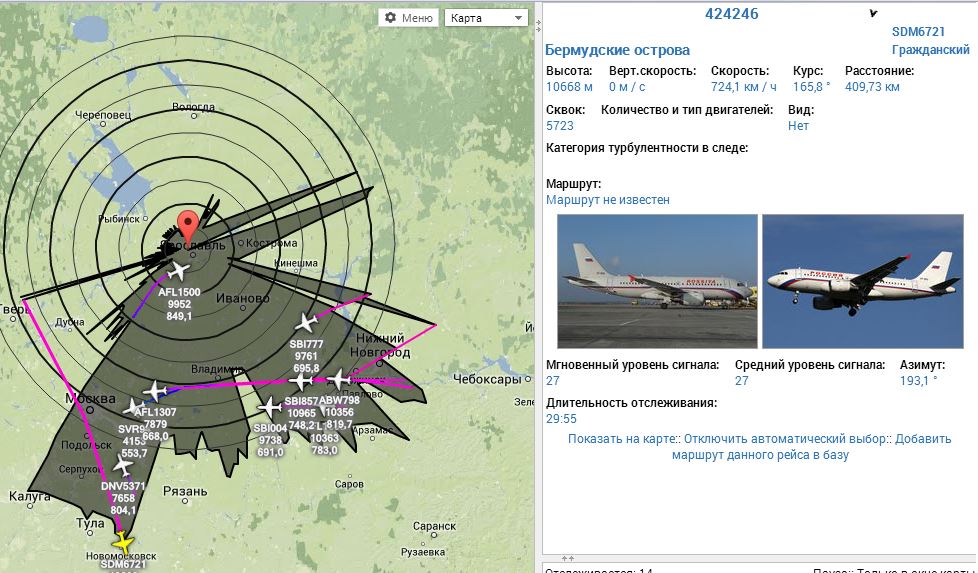 Меню
Карта
Вологда
Череповец
Рыбинск
Ярославль
Кострома
Кинешма
AFL1500
9952
849,1
Иваново
Тверь
Дубна
SBI777
9761
695,8
Нижний
Новгород
Владимир
Чебоксары
Москва
AFL1307
7879
668,0
SBI857
10965
748,2
ABW798
10356
819,7
Павлово
553,7
SBI004
9738
691,0
10363
783,0
Арзамас
Подольск
Серпухов
DNV5371
7658
804,1
Рязань
Саров
Калуга
Тула
Саранск
Рузаевка
Новомосковск
SDM6721
424246
SDM6721
Бермудские острова
Гражданский
Высота: Верт.скорость: Скорость: Курс: Расстояние:
10668 м 0 м / с 724,1 км / ч 165,8 ° 409,73 км
Сквок: Количество и тип двигателей: Вид:
5723 Нет
Категория турбулентности в следе:
Маршрут:
Маршрут не известен
Мгновенный уровень сигнала: Средний уровень сигнала: Азимут:
27 27 193,1 °
Длительность отслеживания:
29:55
Показать на карте:: Отключить автоматический выбор:: Добавить
маршрут данного рейса в базу
Отслеживается: 14 Пауза:: Только в окне карты